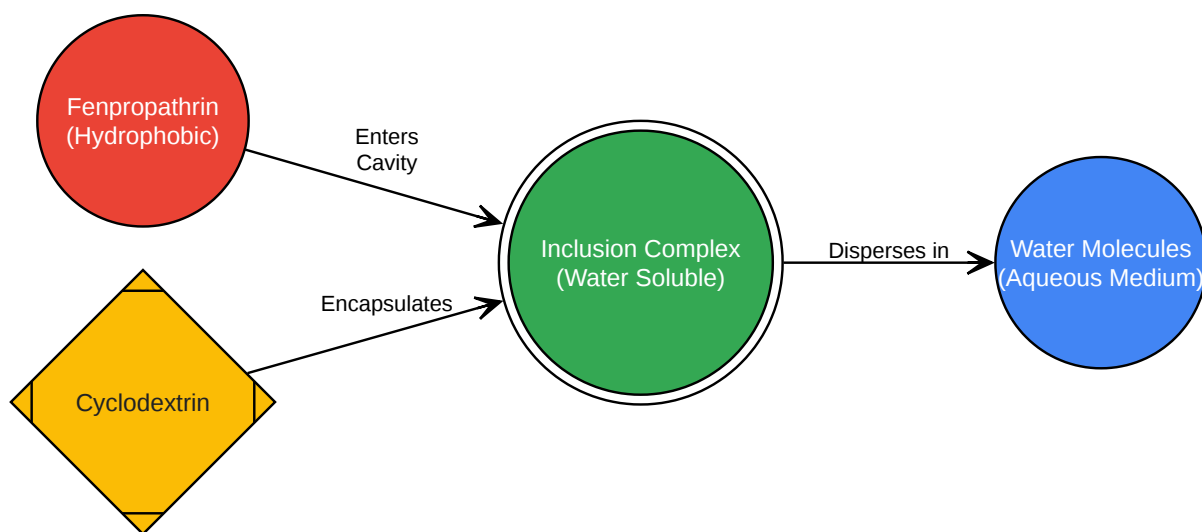 Fenpropathrin
(Hydrophobic)
Enters
Cavity
Inclusion Complex
(Water Soluble)
Disperses in
Water Molecules
(Aqueous Medium)
Encapsulates
Cyclodextrin